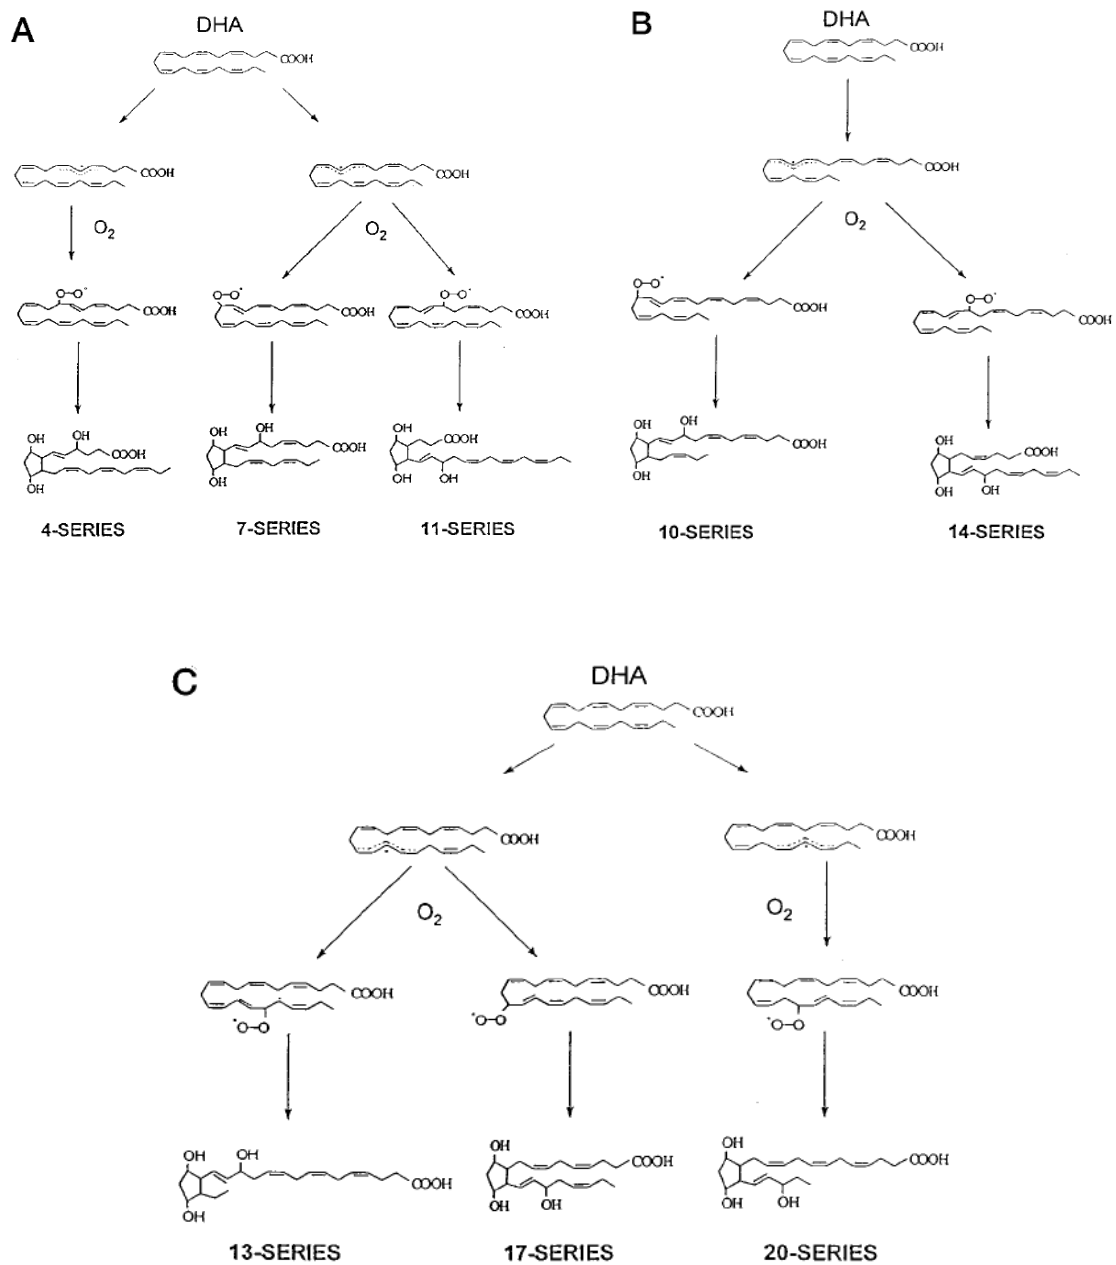 A
DHA
COOH
COOH
COOH
O2
O2
O–O•
COOH
O–O•
COOH
O–O•
COOH
OH
OH
COOH
OH
OH
OH
COOH
OH
OH
COOH
OH
OH
4-SERIES
7-SERIES
11-SERIES
B
DHA
COOH
COOH
O2
O–O•
COOH
O–O•
COOH
OH
OH
COOH
OH
OH
COOH
OH
OH
10-SERIES
14-SERIES
C
DHA
COOH
COOH
COOH
O2
O2
COOH
•O–O
COOH
•O–O
COOH
•O–O
OH
OH
COOH
OH
OH
COOH
OH
OH
OH
COOH
OH
OH
13-SERIES
17-SERIES
20-SERIES